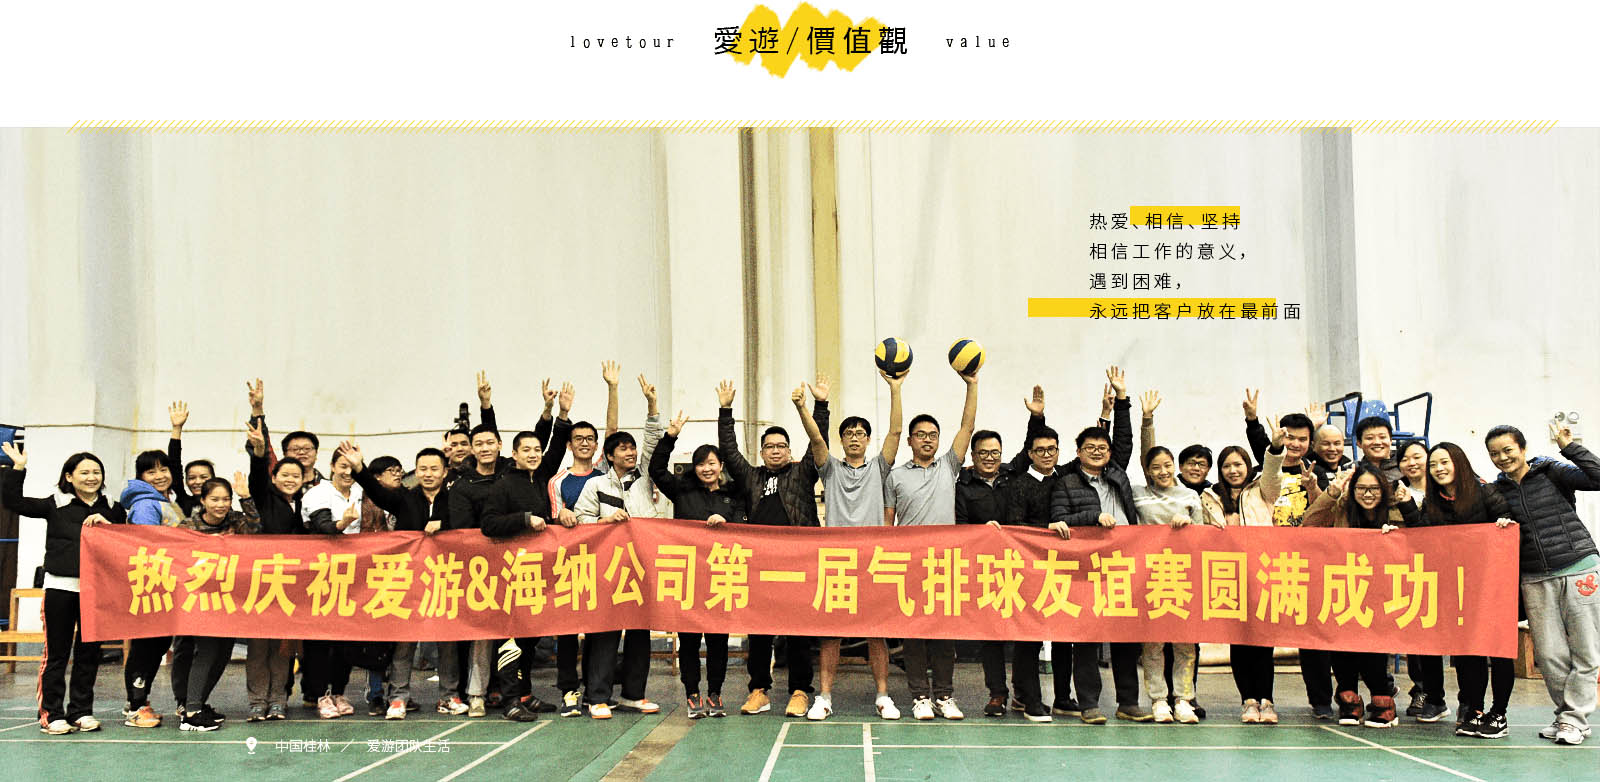 lovetour 愛遊/價值觀 value
热爱、相信、坚持
相信工作的意义，
遇到困难，
永远把客户放在最前面
热烈庆祝爱游&海纳公司第一届气排球友谊赛圆满成功！
中国桂林 ／ 爱游团队生活